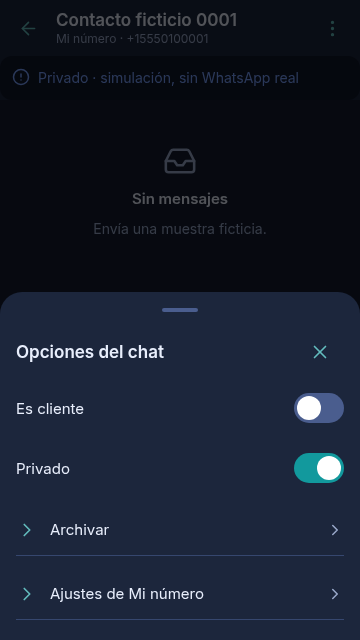 Contacto ficticio 0001
Mi número · +15550100001
Privado · simulación, sin WhatsApp real
Sin mensajes
Envía una muestra ficticia.
Opciones del chat
Es cliente
Privado
Archivar
Ajustes de Mi número